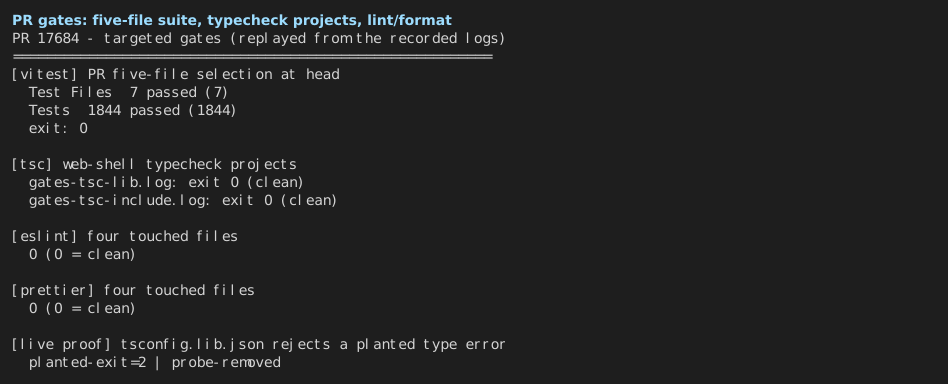 PR gates: five-file suite, typecheck projects, lint/format
PR 17684 - targeted gates (replayed from the recorded logs)
════════════════════════════════════════════════════════════
[vitest] PR five-file selection at head
Test Files  7 passed (7)
Tests  1844 passed (1844)
exit: 0
[tsc] web-shell typecheck projects
gates-tsc-lib.log: exit 0 (clean)
gates-tsc-include.log: exit 0 (clean)
[eslint] four touched files
0 (0 = clean)
[prettier] four touched files
0 (0 = clean)
[live proof] tsconfig.lib.json rejects a planted type error
planted-exit=2 | probe-removed